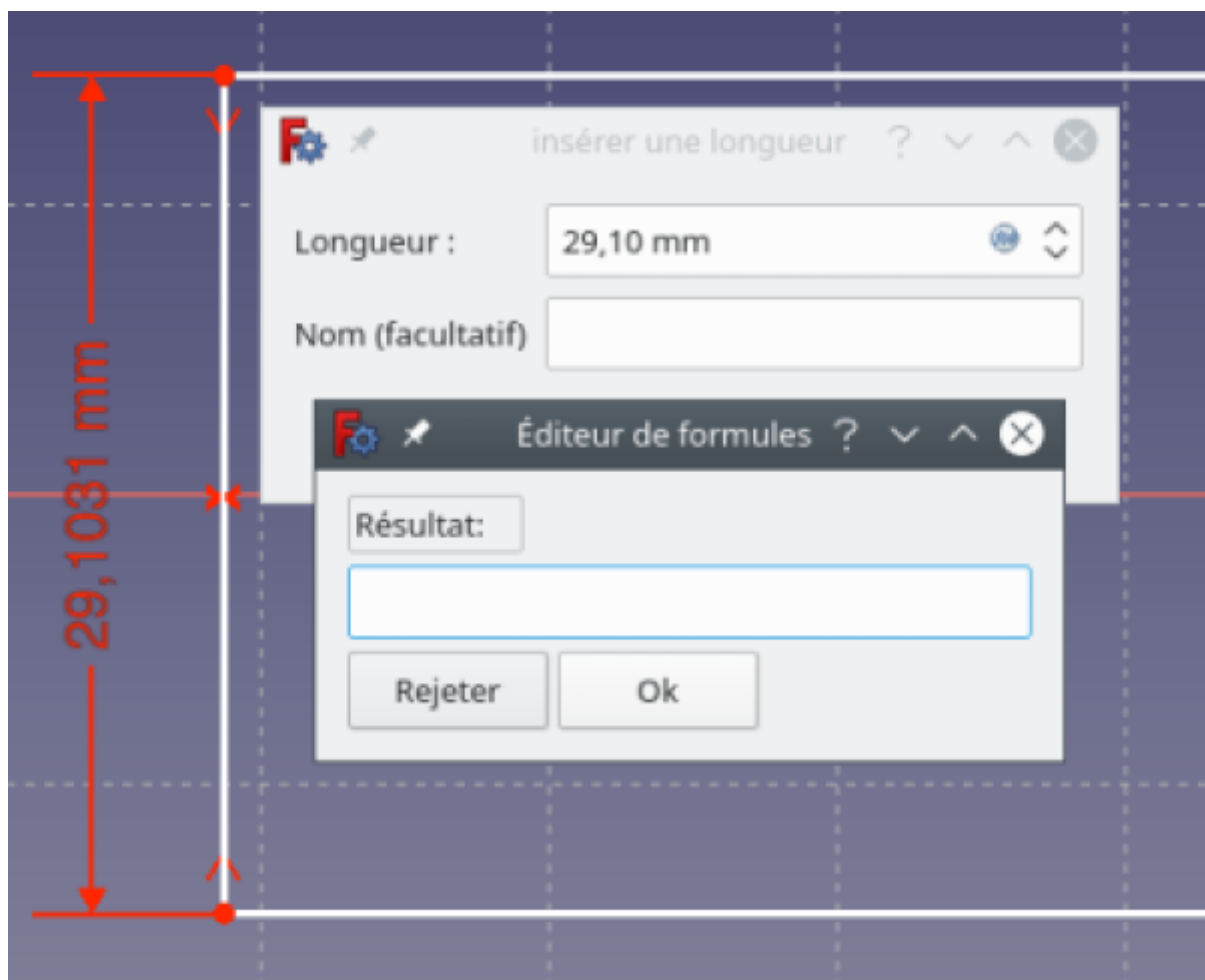 insérer une longueur
Longueur :
29,10 mm
Nom (facultatif)
Éditeur de formules
Résultat:
Rejeter
Ok
29,1031 mm